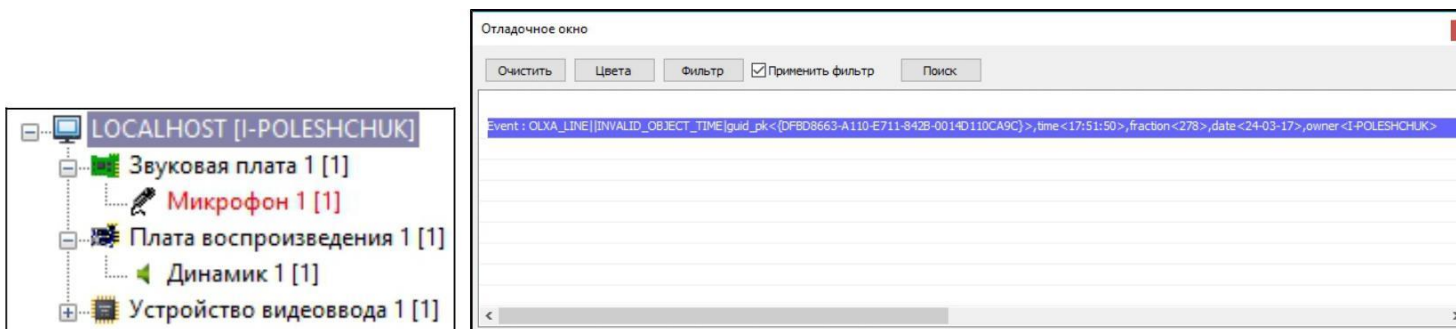 LOCALHOST [I-POLESHCHUK]
Звуковая плата 1 [1]
Микрофон 1 [1]
Плата воспроизведения 1 [1]
Динамик 1 [1]
Устройство видеоввода 1 [1]
Отладочное окно
Очистить Цвета Фильтр Применить фильтр Поиск
Event : OLXA_LINE||INVALID_OBJECT_TIME|guid_pk<{DFBD8663-A110-E711-842B-0014D110CA9C}>,time<17:51:50>,fraction<278>,date<24-03-17>,owner<I-POLESHCHUK>